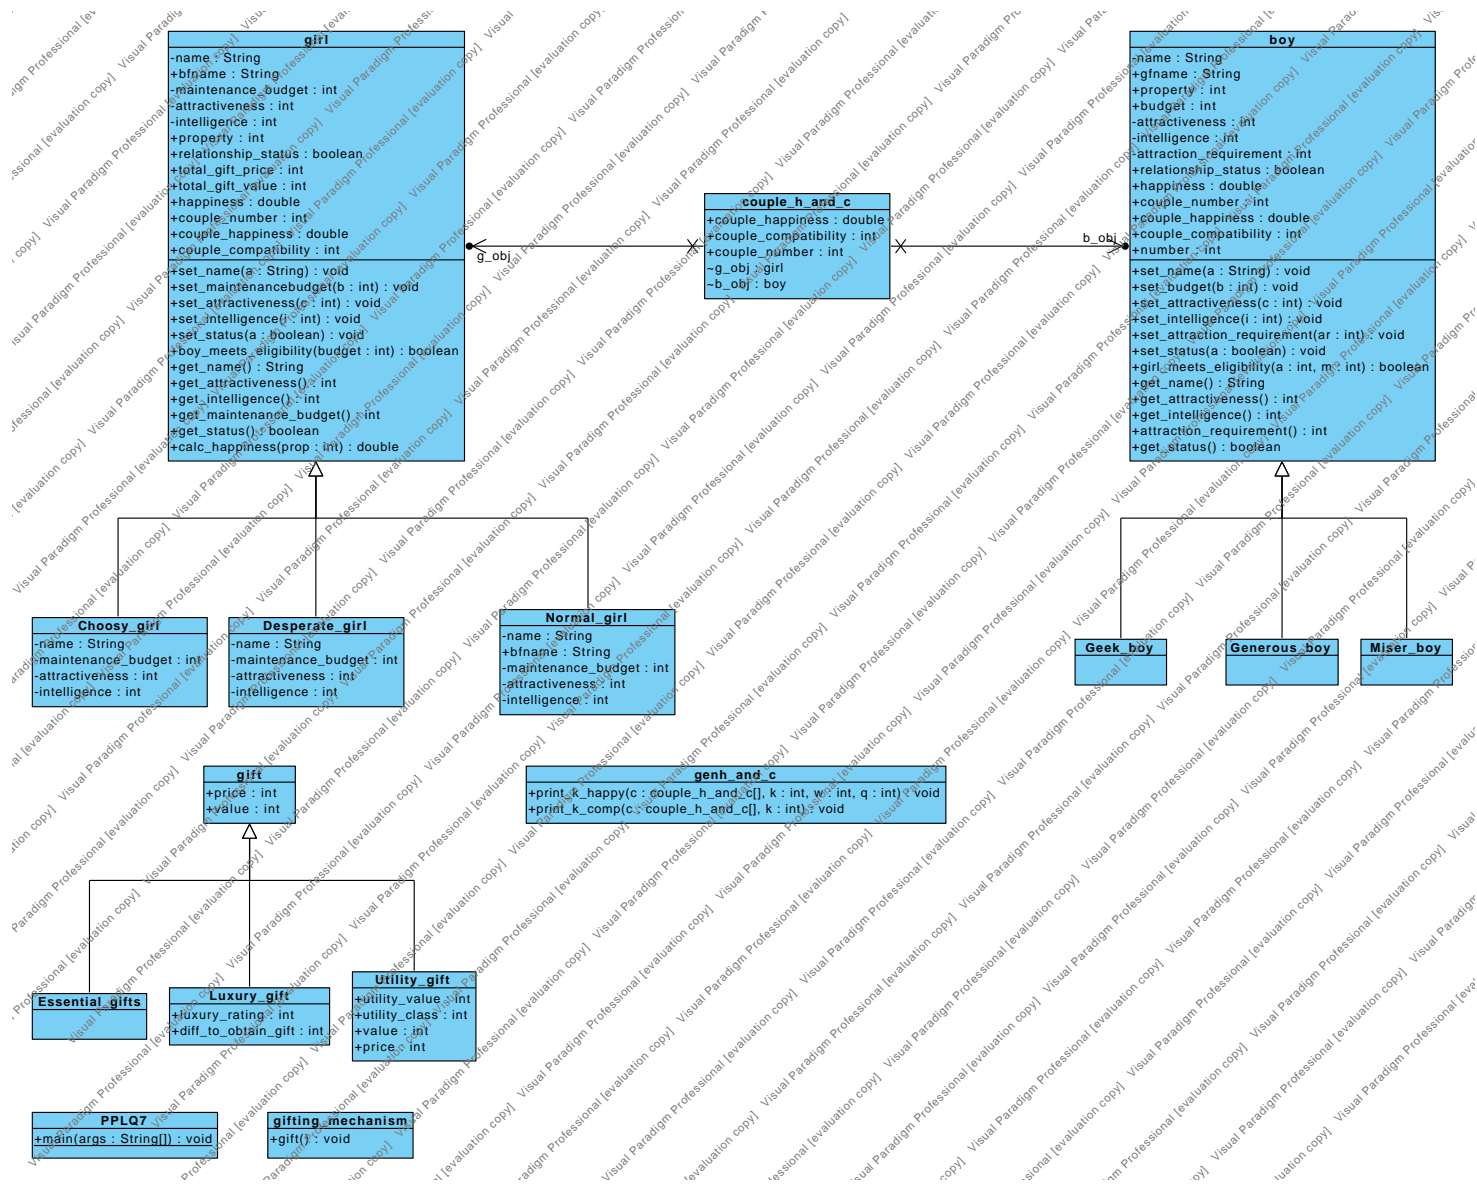 girl
-name : String
+bfname : String
-maintenance_budget : int
-attractiveness : int
-intelligence : int
+property : int
+relationship_status : boolean
+total_gift_price : int
+total_gift_value : int
+happiness : double
+couple_number : int
+couple_happiness : double
+couple_compatibility : int
+set_name(a : String) : void
+set_maintenancebudget(b : int) : void
+set_attractiveness(c : int) : void
+set_intelligence(i : int) : void
+set_status(a : boolean) : void
+boy_meets_eligibility(budget : int) : boolean
+get_name() : String
+get_attractiveness() : int
+get_intelligence() : int
+get_maintenance_budget() : int
+get_status() : boolean
+calc_happiness(prop : int) : double
g_obj
couple_h_and_c
+couple_happiness : double
+couple_compatibility : int
+couple_number : int
~g_obj : girl
~b_obj : boy
b_obj
boy
-name : String
+gfname : String
+property : int
+budget : int
-attractiveness : int
-intelligence : int
-attraction_requirement : int
+relationship_status : boolean
+happiness : double
+couple_number : int
+couple_happiness : double
+couple_compatibility : int
+number : int
+set_name(a : String) : void
+set_budget(b : int) : void
+set_attractiveness(c : int) : void
+set_intelligence(i : int) : void
+set_attraction_requirement(ar : int) : void
+set_status(a : boolean) : void
+girl_meets_eligibility(a : int, m : int) : boolean
+get_name() : String
+get_attractiveness() : int
+get_intelligence() : int
+attraction_requirement() : int
+get_status() : boolean
Choosy_girl
-name : String
-maintenance_budget : int
-attractiveness : int
-intelligence : int
Desperate_girl
-name : String
-maintenance_budget : int
-attractiveness : int
-intelligence : int
Normal_girl
-name : String
+bfname : String
-maintenance_budget : int
-attractiveness : int
-intelligence : int
Geek_boy
Generous_boy
Miser_boy
gift
+price : int
+value : int
genh_and_c
+print_k_happy(c : couple_h_and_c[], k : int, w : int, q : int) : void
+print_k_comp(c : couple_h_and_c[], k : int) : void
Essential_gifts
Luxury_gift
+luxury_rating : int
+diff_to_obtain_gift : int
Utility_gift
+utility_value : int
+utility_class : int
+value : int
+price : int
PPLQ7
+main(args : String[]) : void
gifting_mechanism
+gift() : void
Visual Paradigm Professional [evaluation copy]